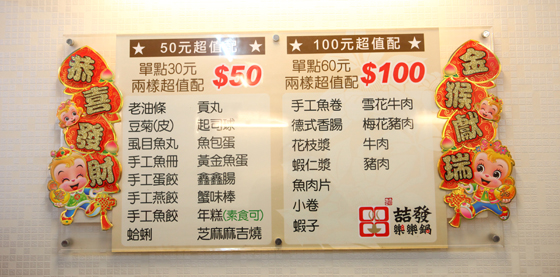 恭喜發財
★ 50元超值配 ★
單點30元
兩樣超值配 $50
老油條 貢丸
豆菊(皮) 起司球
虱目魚丸 魚包蛋
手工魚冊 黃金魚蛋
手工蛋餃 鑫鑫腸
手工燕餃 蟹味棒
手工魚餃 年糕(素食可)
蛤蜊 芝麻麻吉燒
★ 100元超值配 ★
單點60元
兩樣超值配 $100
手工魚卷 雪花牛肉
德式香腸 梅花豬肉
花枝漿 牛肉
蝦仁漿 豬肉
魚肉片
小卷
蝦子
喆發
樂樂鍋
金猴獻瑞